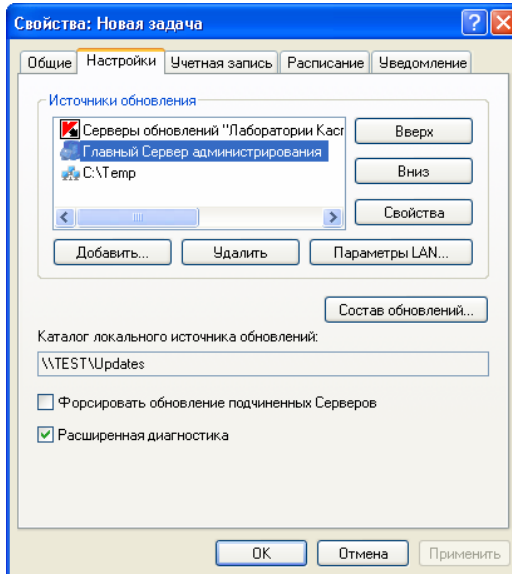 Свойства: Новая задача
Общие Настройки Учетная запись Расписание Уведомление
Источники обновления
Серверы обновлений "Лаборатории Касг
Главный Сервер администрирования
C:\Temp
Вверх
Вниз
Свойства
Добавить... Удалить Параметры LAN...
Состав обновлений...
Каталог локального источника обновлений:
\\TEST\Updates
Форсировать обновление подчиненных Серверов
Расширенная диагностика
OK Отмена Применить